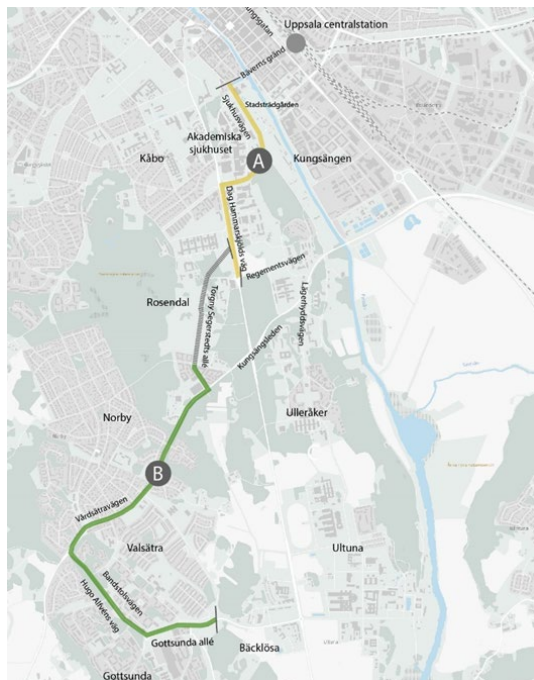 Uppsala centralstation
Kungsgatan
Bäverns gränd
Stadsträdgården
Sjukhusvägen
Akademiska
sjukhuset
A
Kåbo
Kungsängen
Dag Hammarskjölds väg
Regementsvägen
Rosendal
Torgny Segerstedts allé
Lägerhyddsvägen
Kungsängsleden
Norby
Ulleråker
B
Vårdsätravägen
Valsätra
Ultuna
Bandstolsvägen
Hugo Alfvéns väg
Gottsunda allé
Bäcklösa
Gottsunda